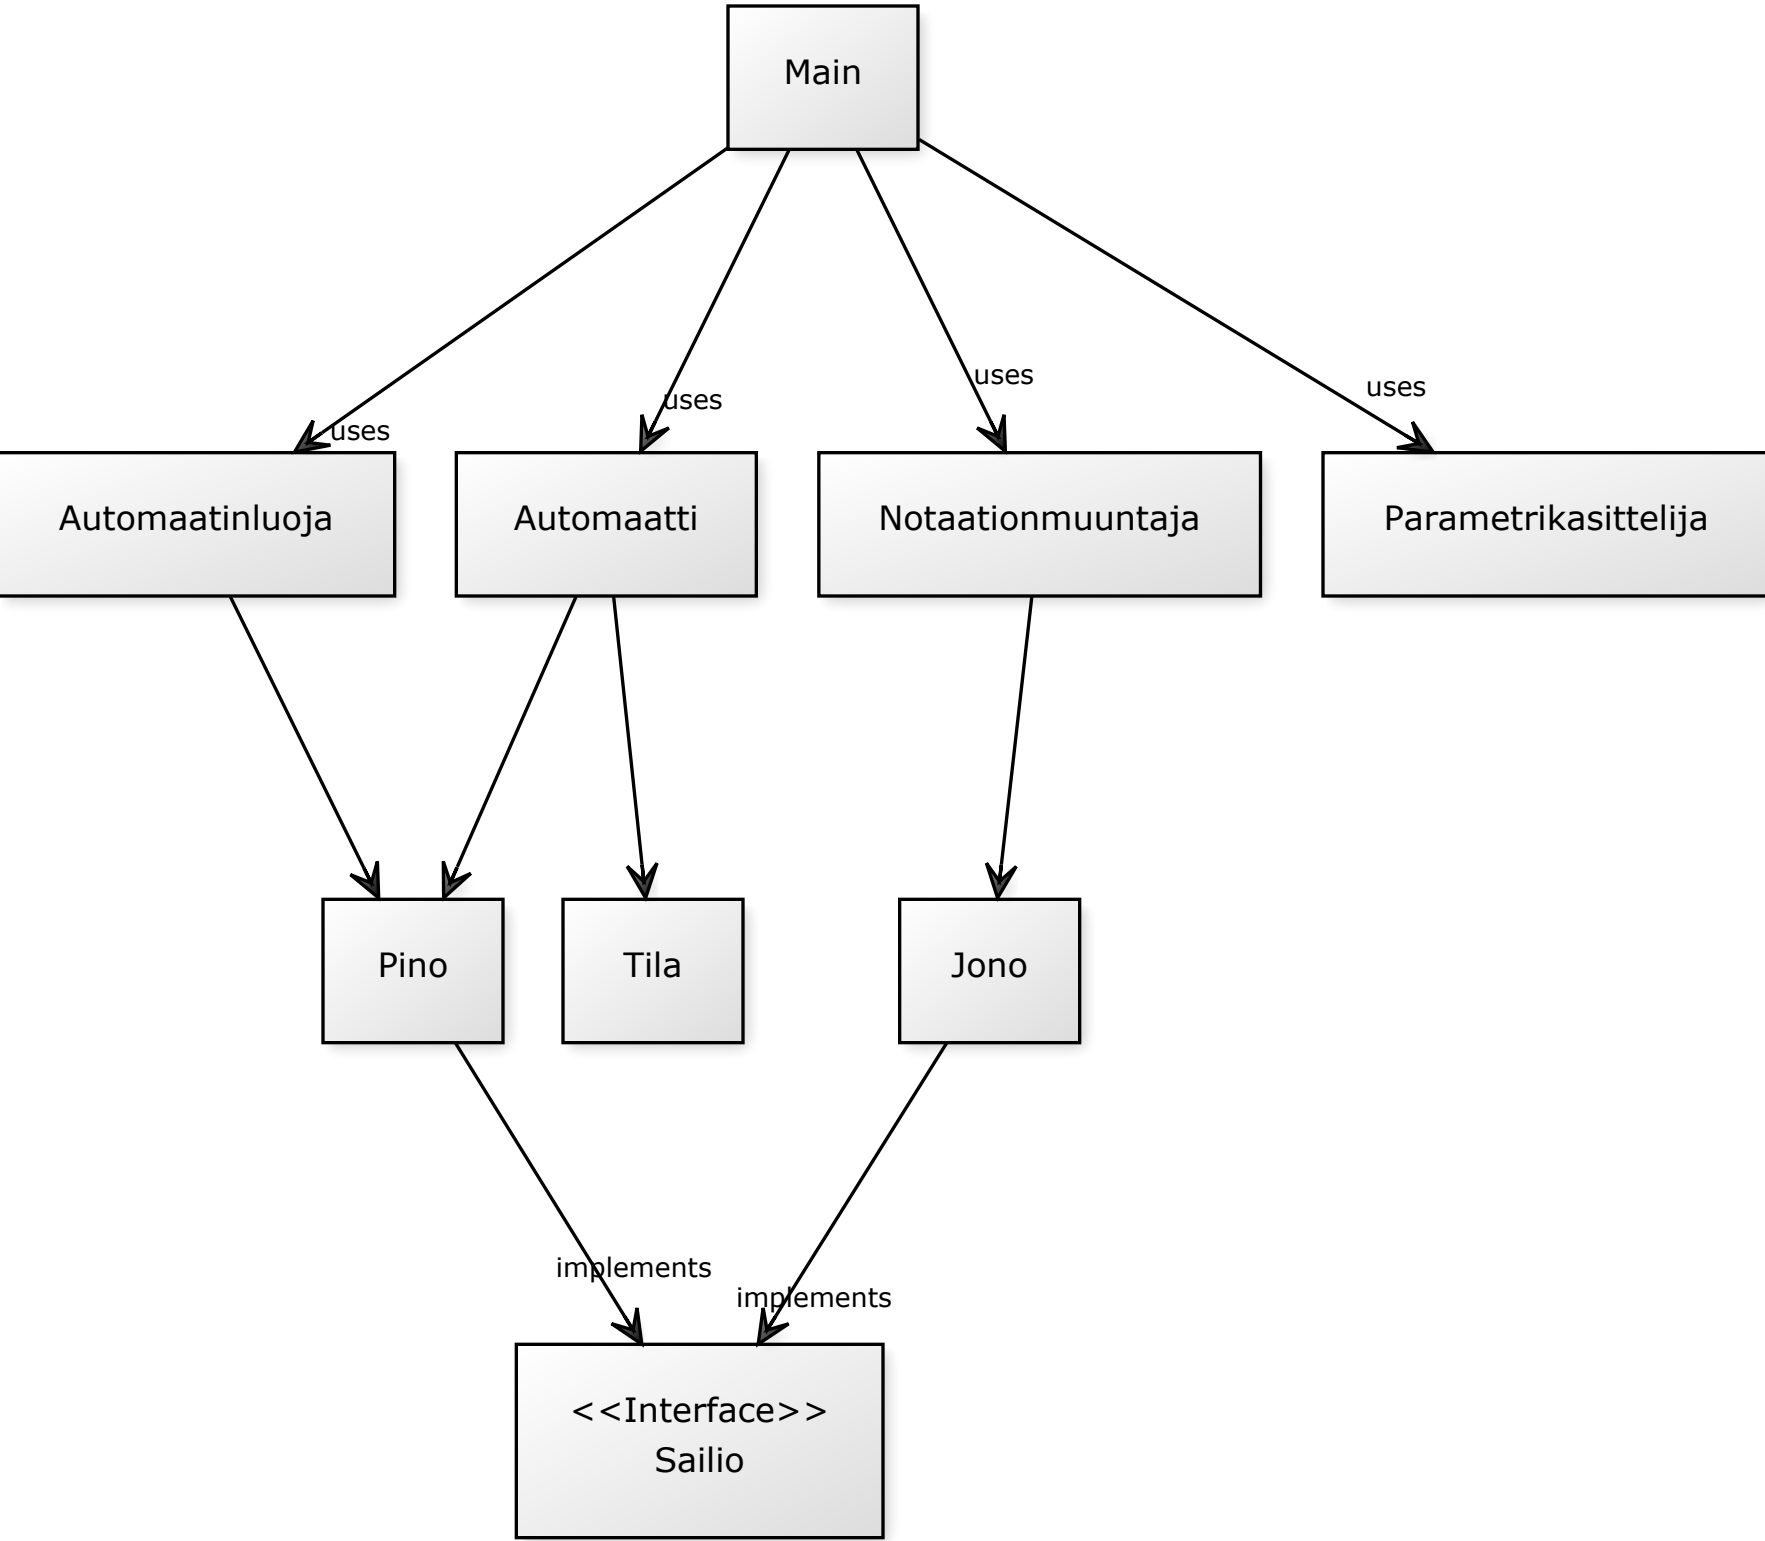 Main
uses
uses
uses
uses
Automaatinluoja
Automaatti
Notaationmuuntaja
Parametrikasittelija
Pino
Tila
Jono
implements
implements
<<Interface>>
Sailio